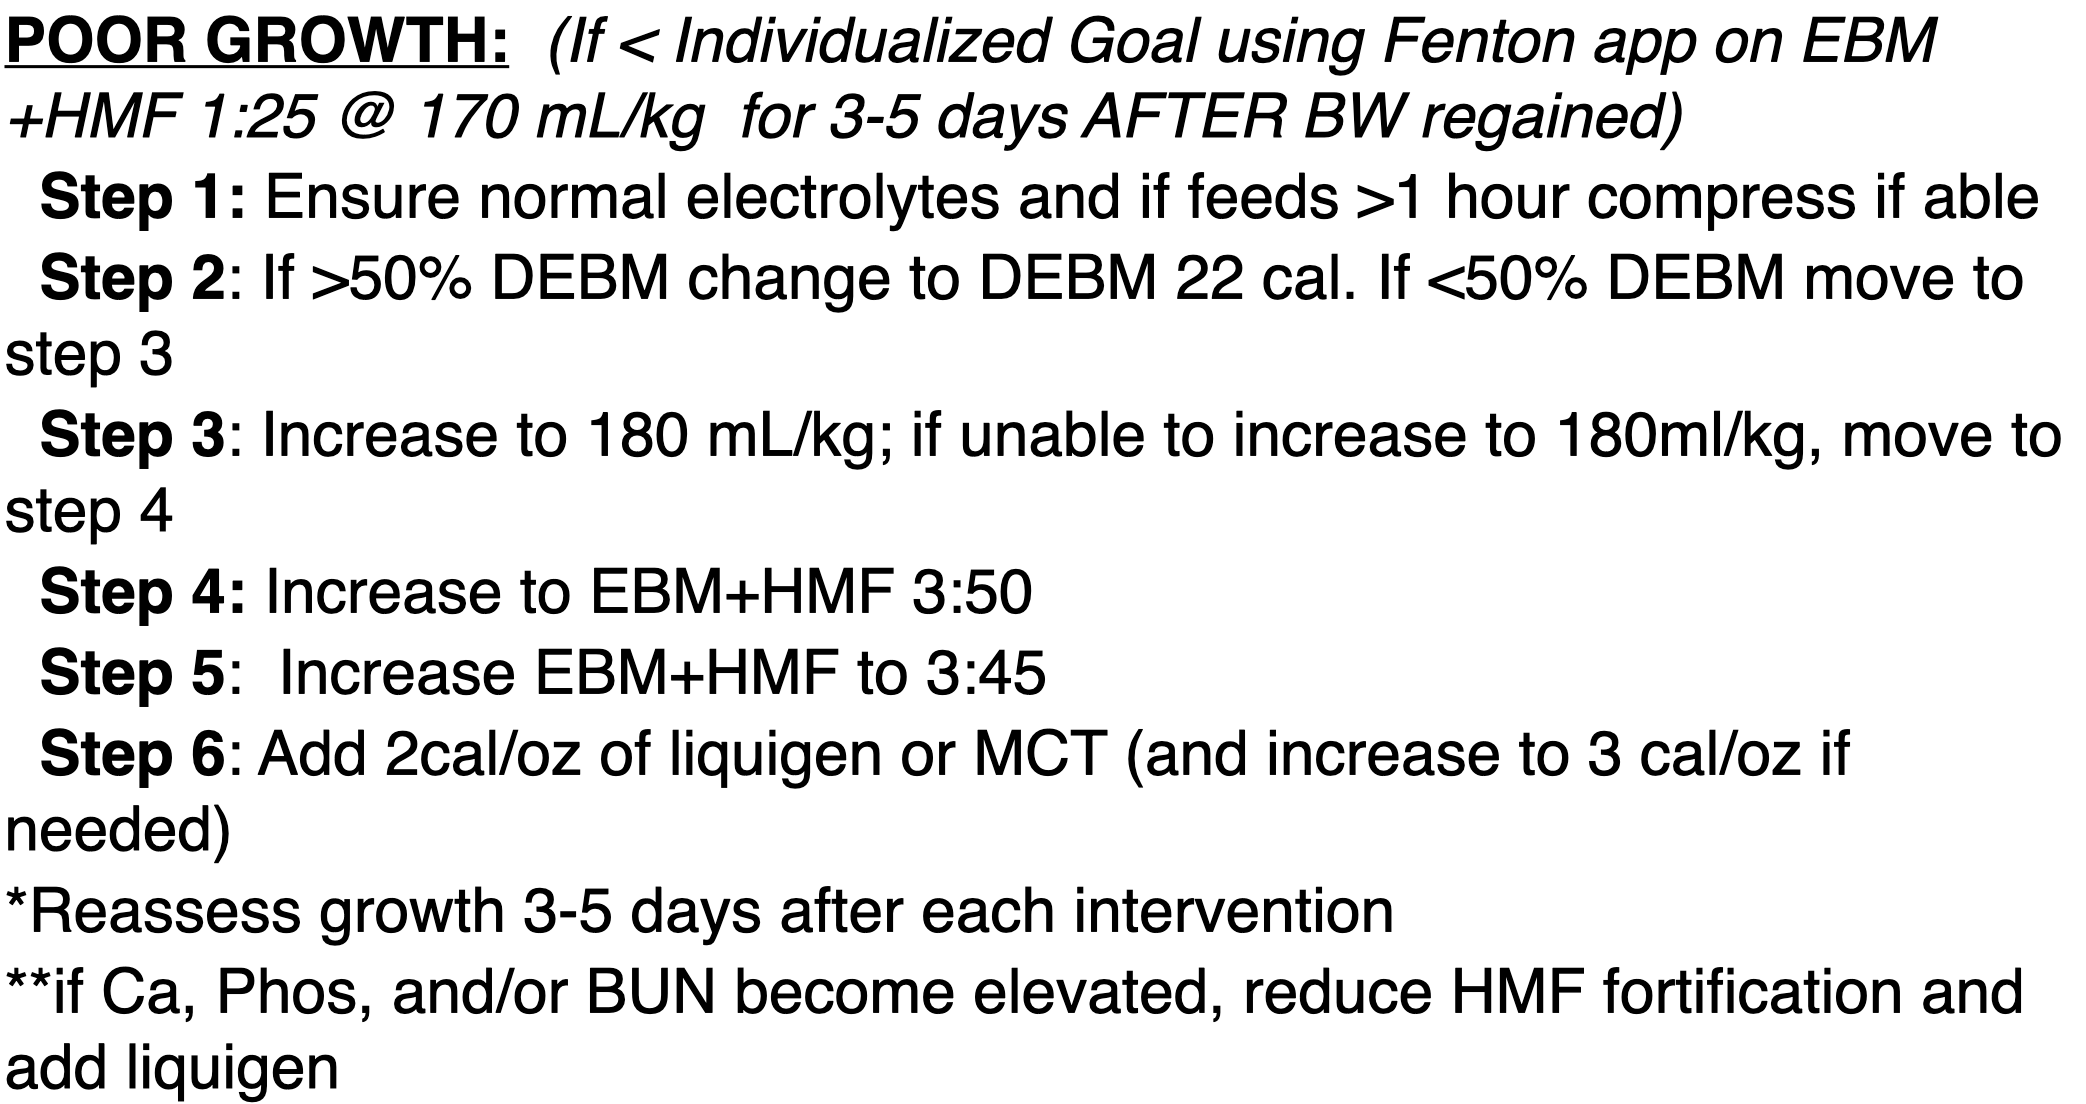 POOR GROWTH: (If < Individualized Goal using Fenton app on EBM
+HMF 1:25 @ 170 mL/kg for 3-5 days AFTER BW regained)
Step 1: Ensure normal electrolytes and if feeds >1 hour compress if able
Step 2: If >50% DEBM change to DEBM 22 cal. If <50% DEBM move to
step 3
Step 3: Increase to 180 mL/kg; if unable to increase to 180ml/kg, move to
step 4
Step 4: Increase to EBM+HMF 3:50
Step 5: Increase EBM+HMF to 3:45
Step 6: Add 2cal/oz of liquigen or MCT (and increase to 3 cal/oz if
needed)
*Reassess growth 3-5 days after each intervention
**if Ca, Phos, and/or BUN become elevated, reduce HMF fortification and
add liquigen